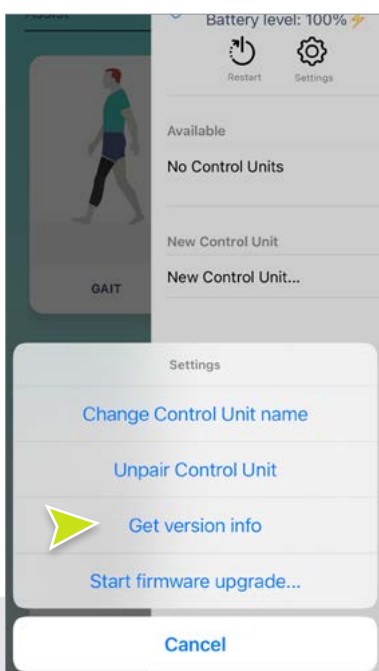 Assist
Battery level: 100%⚡
Restart
Settings
Available
No Control Units
New Control Unit
New Control Unit...
GAIT
Settings
Change Control Unit name
Unpair Control Unit
Get version info
Start firmware upgrade...
Cancel